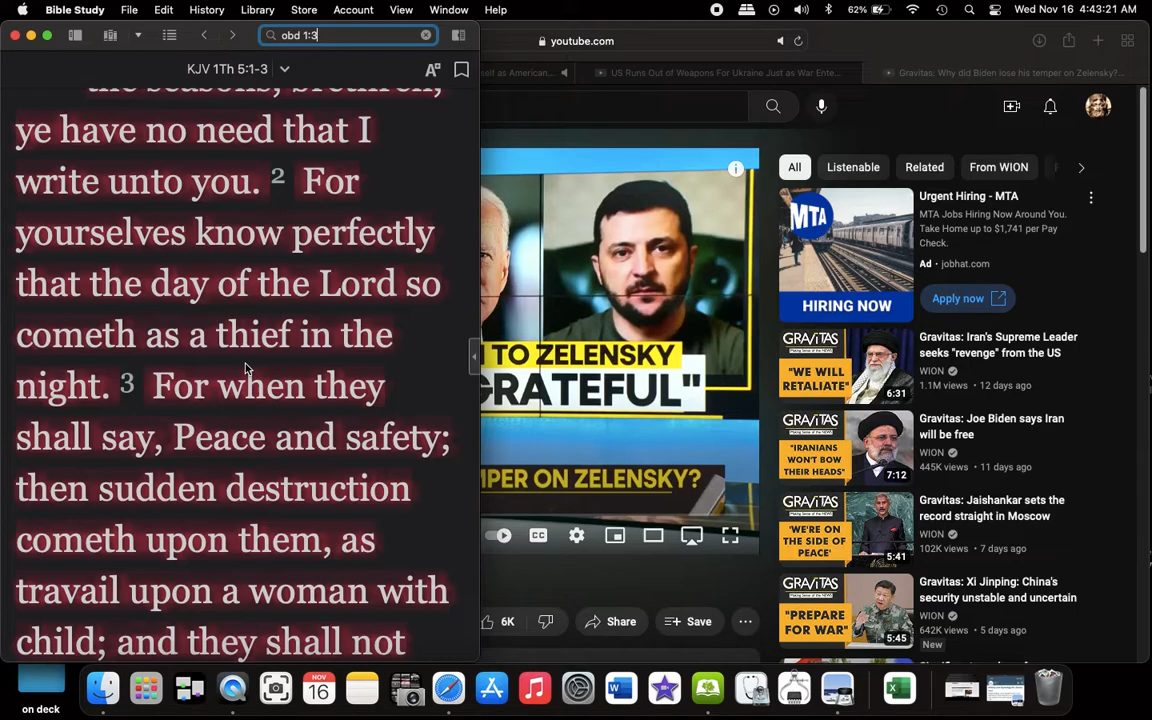 Bible Study File Edit History Library Store Account View Window Help 62% Wed Nov 16 4:43:21 AM
obd 1:3
KJV 1Th 5:1-3
the seasons, brethren,
ye have no need that I
write unto you. 2 For
yourselves know perfectly
that the day of the Lord so
cometh as a thief in the
night. 3 For when they
shall say, Peace and safety;
then sudden destruction
cometh upon them, as
travail upon a woman with
child; and they shall not
youtube.com
self as American...
US Runs Out of Weapons For Ukraine Just as War Ente...
Gravitas: Why did Biden lose his temper on Zelensky?...
TO ZELENSKY
GRATEFUL"
MPER ON ZELENSKY?
CC
6K Share Save
All Listenable Related From WION
MTA
HIRING NOW
Urgent Hiring - MTA
MTA Jobs Hiring Now Around You.
Take Home up to $1,741 per Pay
Check.
Ad · jobhat.com
Apply now
GRAVITAS
"WE WILL
RETALIATE"
6:31
Gravitas: Iran's Supreme Leader
seeks "revenge" from the US
WION
1.1M views • 12 days ago
GRAVITAS
"IRANIANS
WON'T BOW
THEIR HEADS"
7:12
Gravitas: Joe Biden says Iran
will be free
WION
445K views • 11 days ago
GRAVITAS
'WE'RE ON
THE SIDE OF
PEACE'
5:41
Gravitas: Jaishankar sets the
record straight in Moscow
WION
102K views • 7 days ago
GRAVITAS
"PREPARE
FOR WAR"
5:45
Gravitas: Xi Jinping: China's
security unstable and uncertain
WION
642K views • 5 days ago
New
NOV
16
on deck